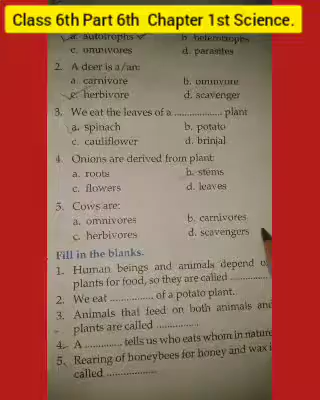 Class 6th Part 6th Chapter 1st Science.
a. autotrophs b. heterotrophs
c. omnivores d. parasites
2. A deer is a/an:
a. carnivore b. omnivore
c. herbivore d. scavenger
3. We eat the leaves of a .................. plant
a. spinach b. potato
c. cauliflower d. brinjal
4. Onions are derived from plant:
a. roots b. stems
c. flowers d. leaves
5. Cows are:
a. omnivores b. carnivores
c. herbivores d. scavengers
Fill in the blanks.
1. Human beings and animals depend o
plants for food, so they are called ..............
2. We eat ................ of a potato plant.
3. Animals that feed on both animals and
plants are called ................
4. A .............. tells us who eats whom in nature
5. Rearing of honeybees for honey and wax i
called ...................